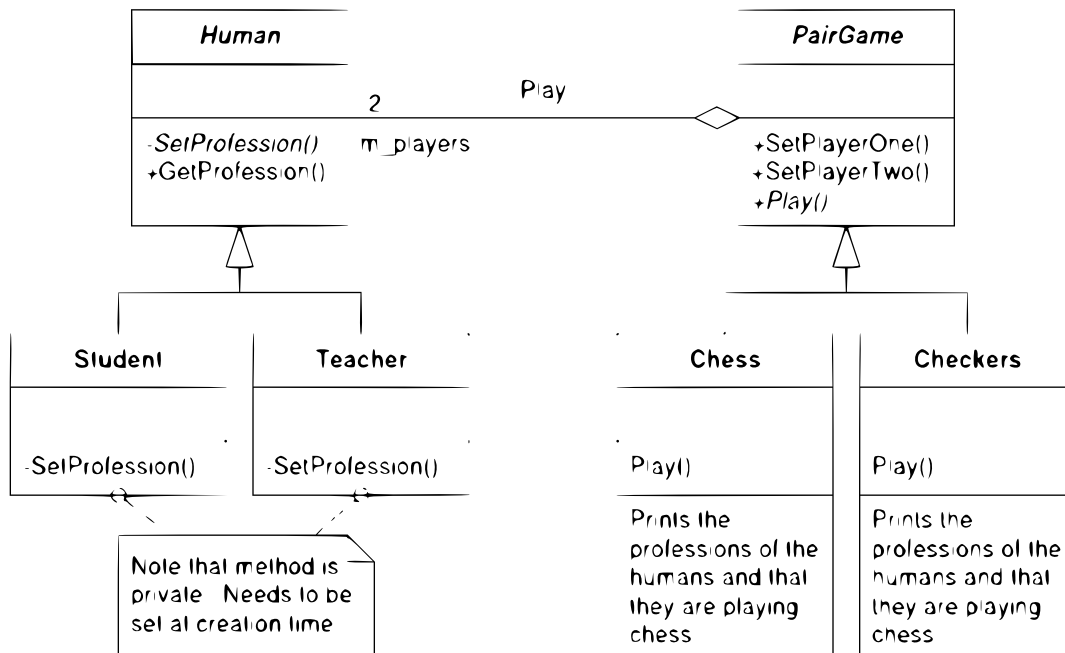 Human
PairGame
Play
2
m_players
-SetProfession()
+GetProfession()
+SetPlayerOne()
+SetPlayerTwo()
+Play()
Student
Teacher
Chess
Checkers
-SetProfession()
-SetProfession()
Play()
Play()
Note that method is
private Needs to be
set at creation time
Prints the
professions of the
humans and that
they are playing
chess
Prints the
professions of the
humans and that
they are playing
chess